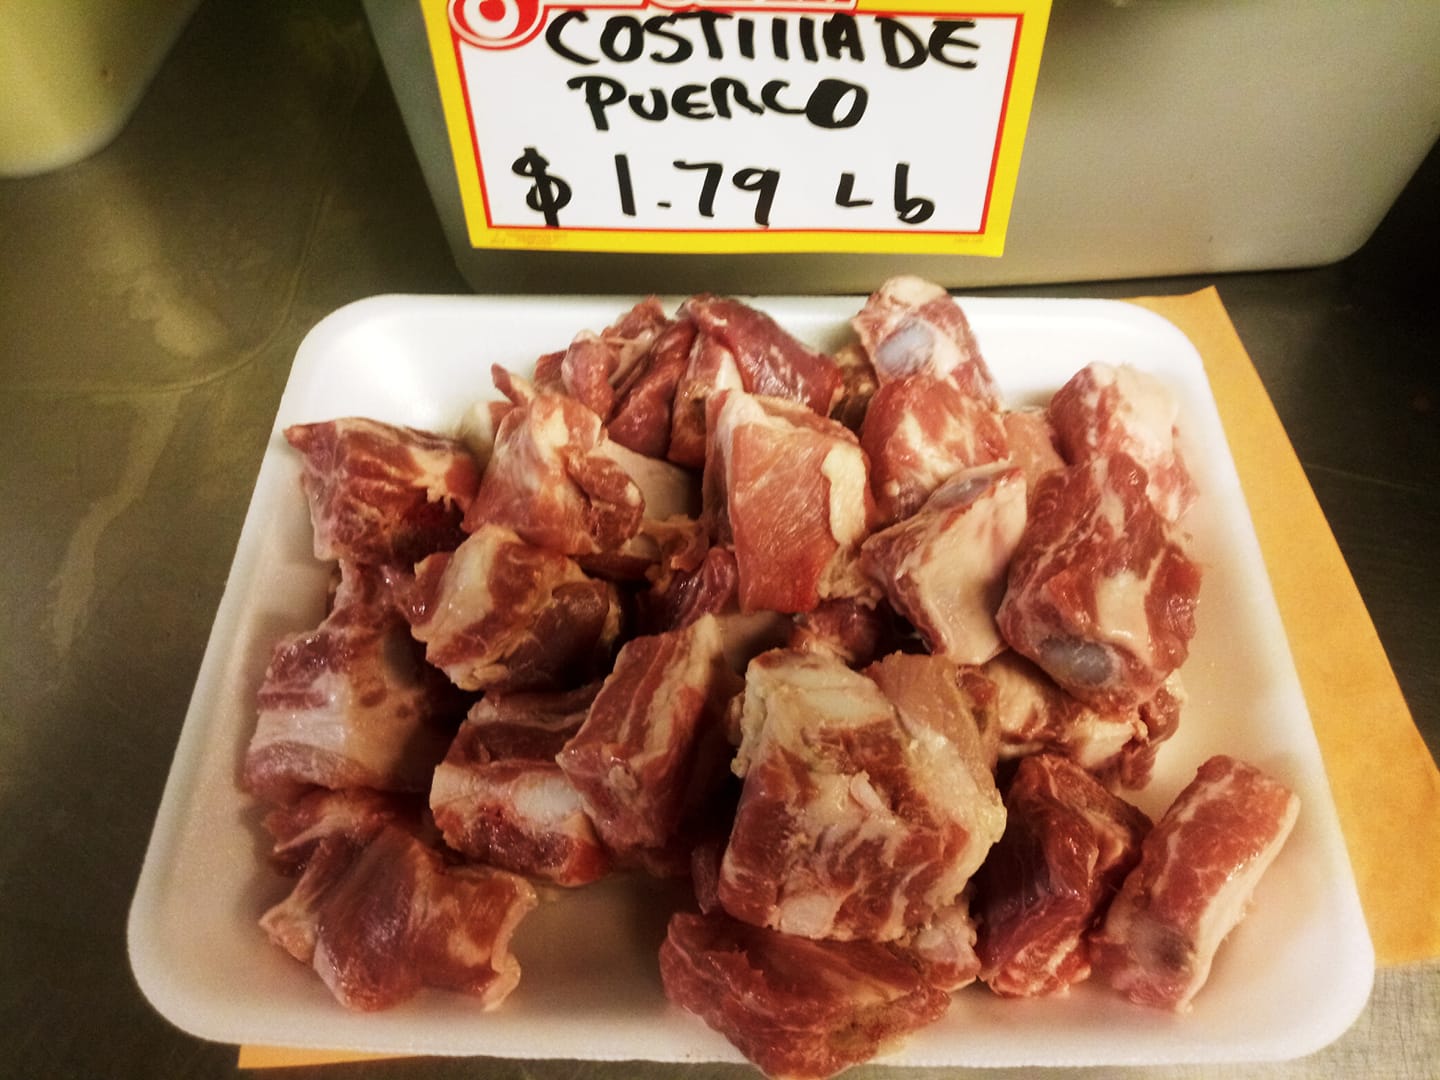 COSTILLA DE
PUERCO
$ 1.79 Lb